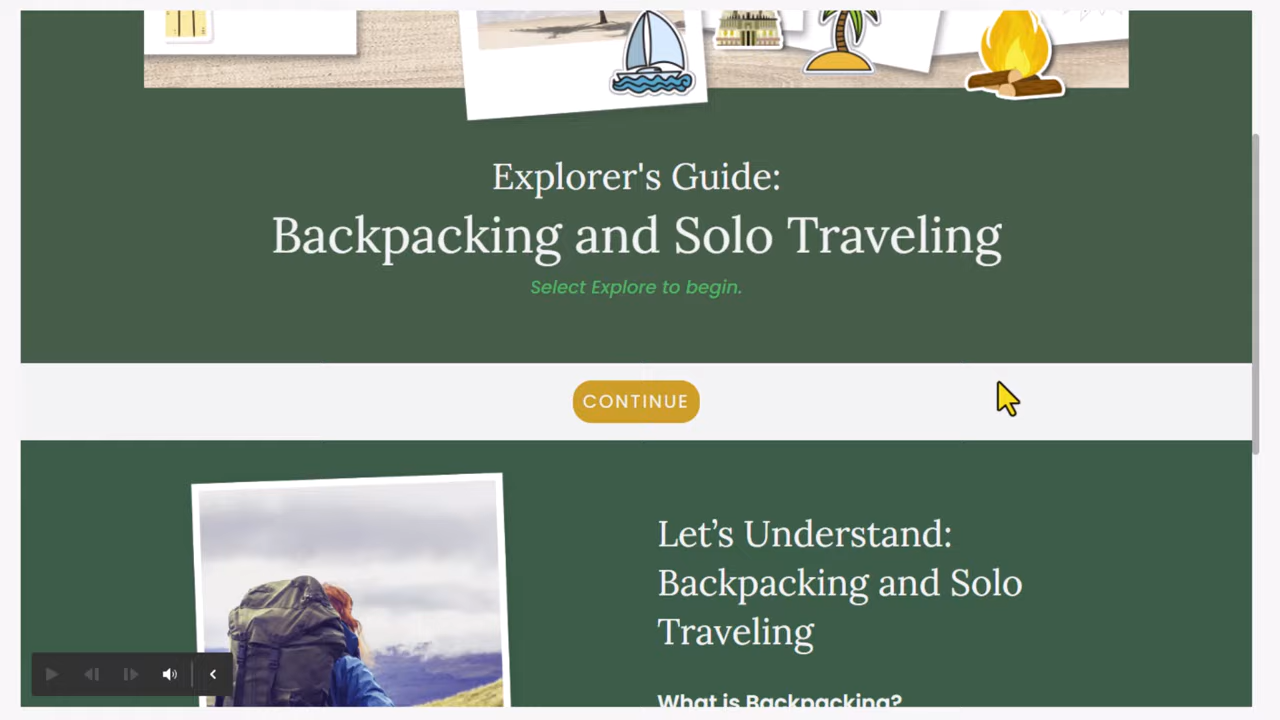 Explorer's Guide:
Backpacking and Solo Traveling
Select Explore to begin.
CONTINUE
Let’s Understand:
Backpacking and Solo
Traveling
What is Backpacking?